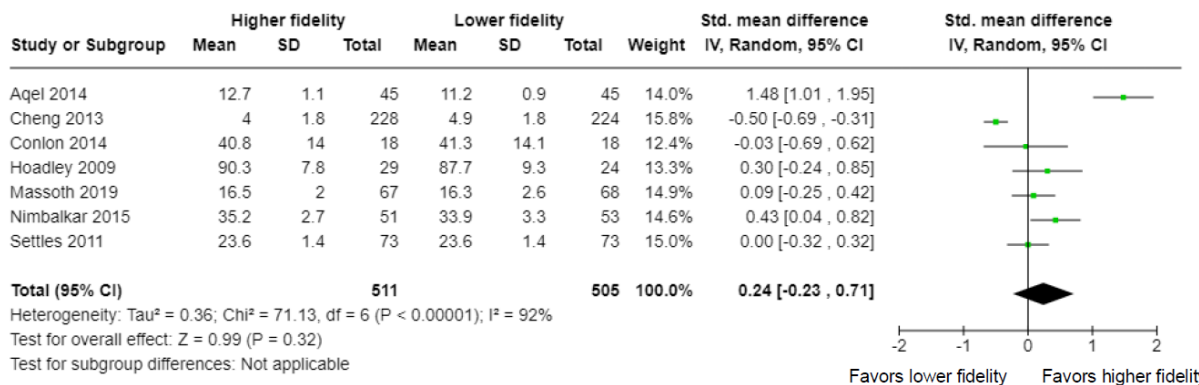 Higher fidelity Lower fidelity Std. mean difference Std. mean difference
Study or Subgroup Mean SD Total Mean SD Total Weight IV, Random, 95% CI IV, Random, 95% CI
Aqel 2014 12.7 1.1 45 11.2 0.9 45 14.0% 1.48 [1.01 , 1.95]
Cheng 2013 4 1.8 228 4.9 1.8 224 15.8% -0.50 [-0.69 , -0.31]
Conlon 2014 40.8 14 18 41.3 14.1 18 12.4% -0.03 [-0.69 , 0.62]
Hoadley 2009 90.3 7.8 29 87.7 9.3 24 13.3% 0.30 [-0.24 , 0.85]
Massoth 2019 16.5 2 67 16.3 2.6 68 14.9% 0.09 [-0.25 , 0.42]
Nimbalkar 2015 35.2 2.7 51 33.9 3.3 53 14.6% 0.43 [0.04 , 0.82]
Settles 2011 23.6 1.4 73 23.6 1.4 73 15.0% 0.00 [-0.32 , 0.32]
Total (95% CI) 511 505 100.0% 0.24 [-0.23 , 0.71]
Heterogeneity: Tau² = 0.36; Chi² = 71.13, df = 6 (P < 0.00001); I² = 92%
Test for overall effect: Z = 0.99 (P = 0.32)
Test for subgroup differences: Not applicable
-2 -1 0 1 2
Favors lower fidelity Favors higher fidelit